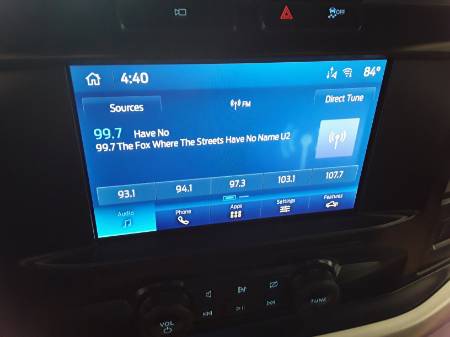 OFF
4:40
84°
Sources
FM
Direct Tune
99.7 Have No
99.7 The Fox Where The Streets Have No Name U2
93.1 94.1 97.3 103.1 107.7
Audio Phone Apps Settings Features
VOL TUNE